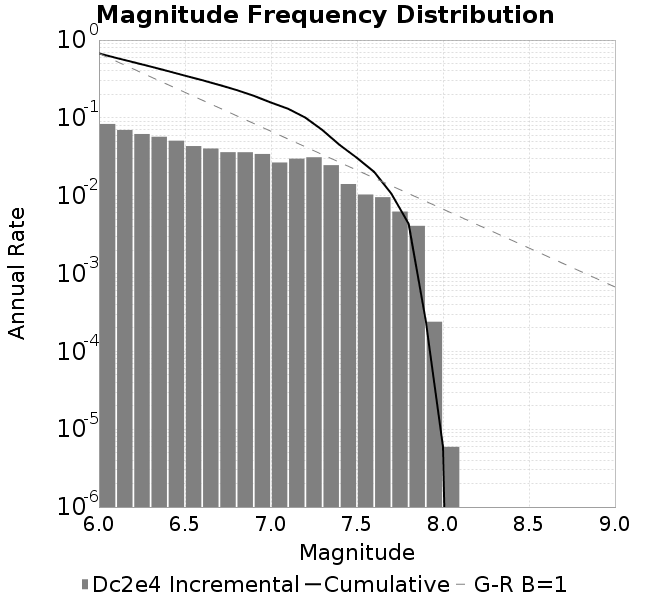 Magnitude Frequency Distribution
10^0
10^-1
10^-2
10^-3
10^-4
10^-5
10^-6
Annual Rate
6.0 6.5 7.0 7.5 8.0 8.5 9.0
Magnitude
Dc2e4 Incremental Cumulative G-R B=1